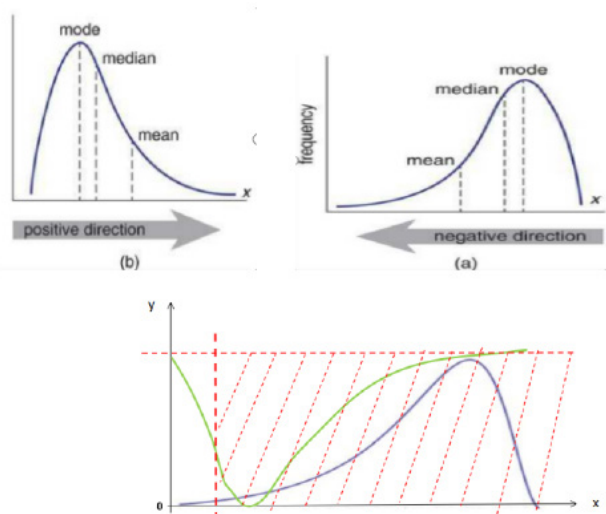 mode
median
mean
x
positive direction
(b)
mode
median
mean
frequency
x
negative direction
(a)
y
0
x